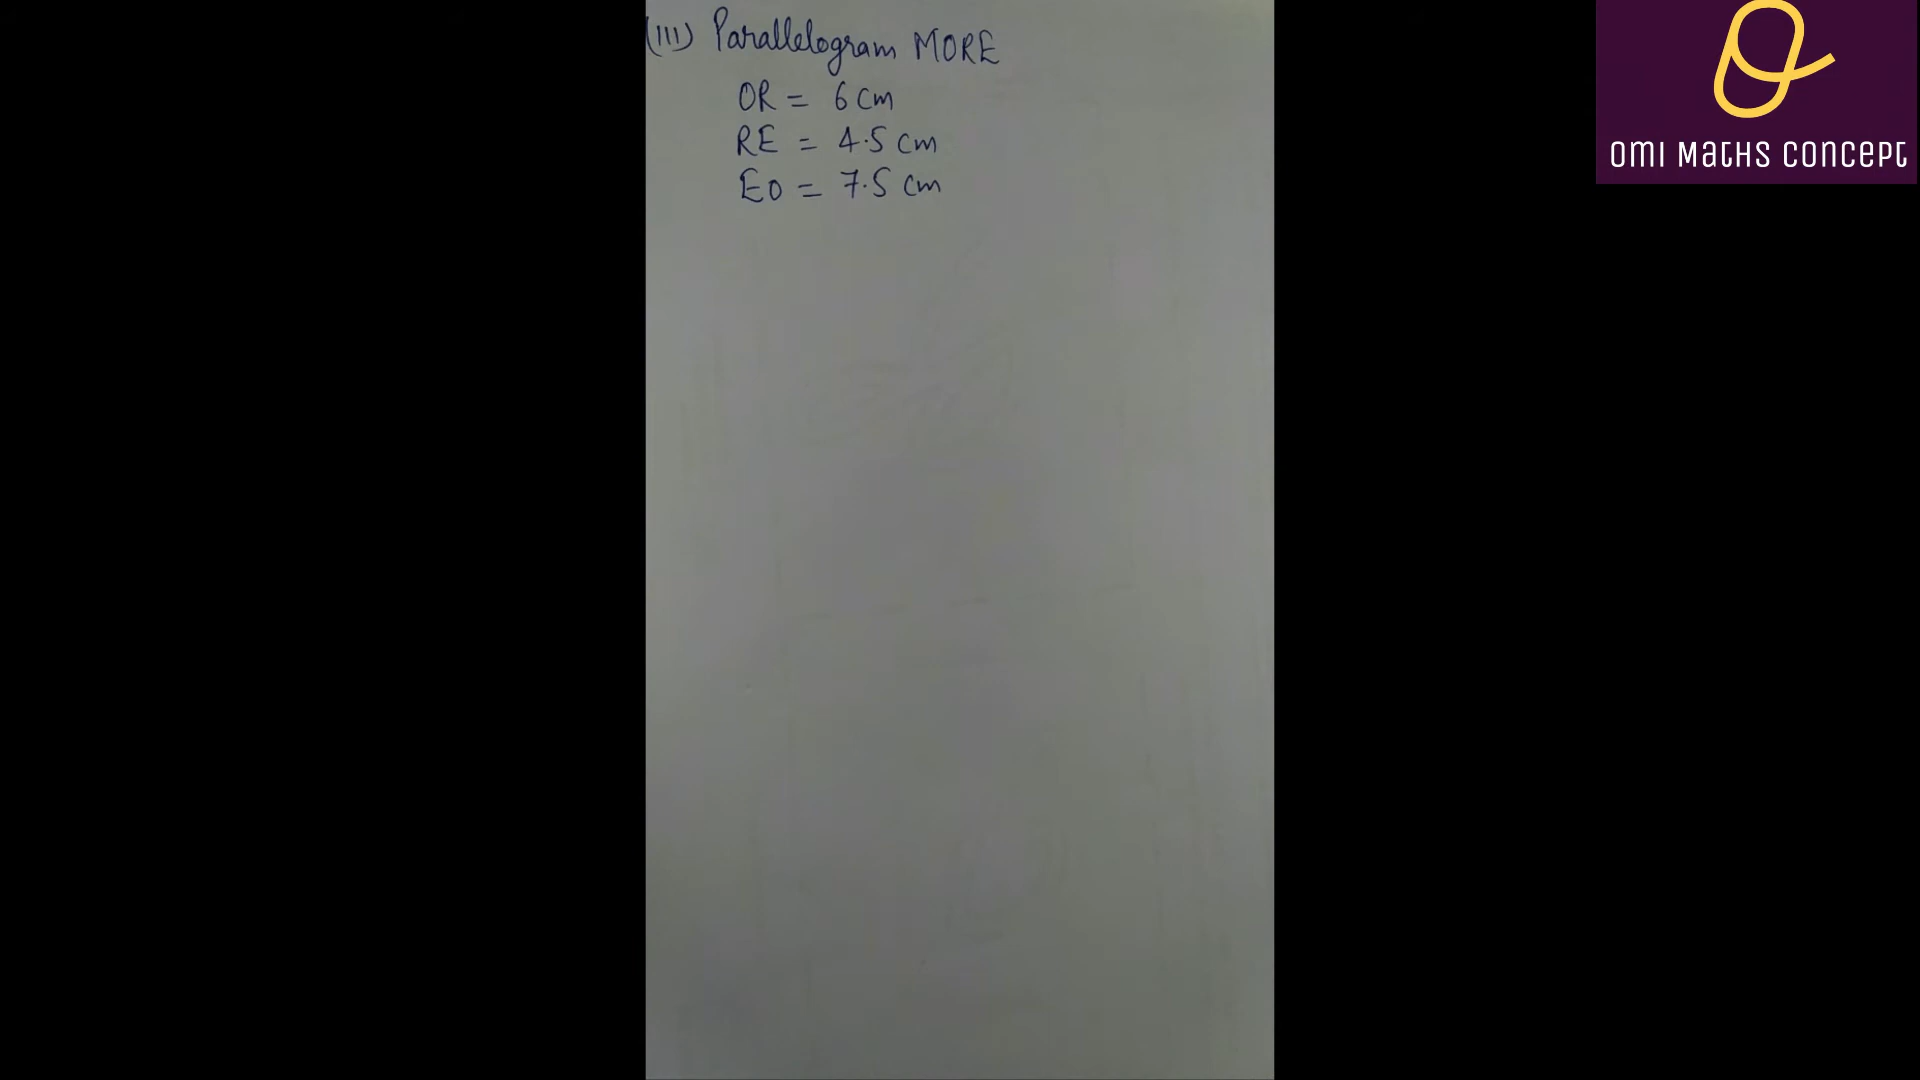 (III) Parallelogram MORE
OR = 6 cm
RE = 4.5 cm
EO = 7.5 cm
OMI MATHS CONCEPT